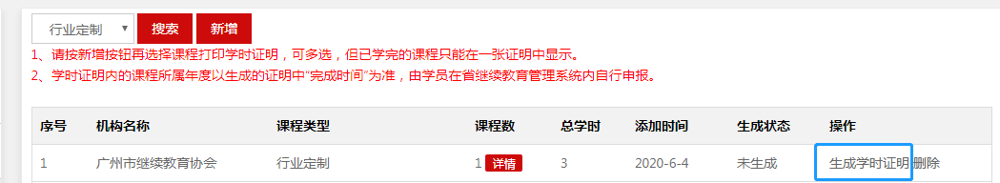 行业定制 搜索 新增
1、请按新增按钮再选择课程打印学时证明，可多选，但已学完的课程只能在一张证明中显示。
2、学时证明内的课程所属年度以生成的证明中“完成时间”为准，由学员在省继续教育管理系统内自行申报。
序号 机构名称 课程类型 课程数 总学时 添加时间 生成状态 操作
1 广州市继续教育协会 行业定制 1 详情 3 2020-6-4 未生成 生成学时证明 删除